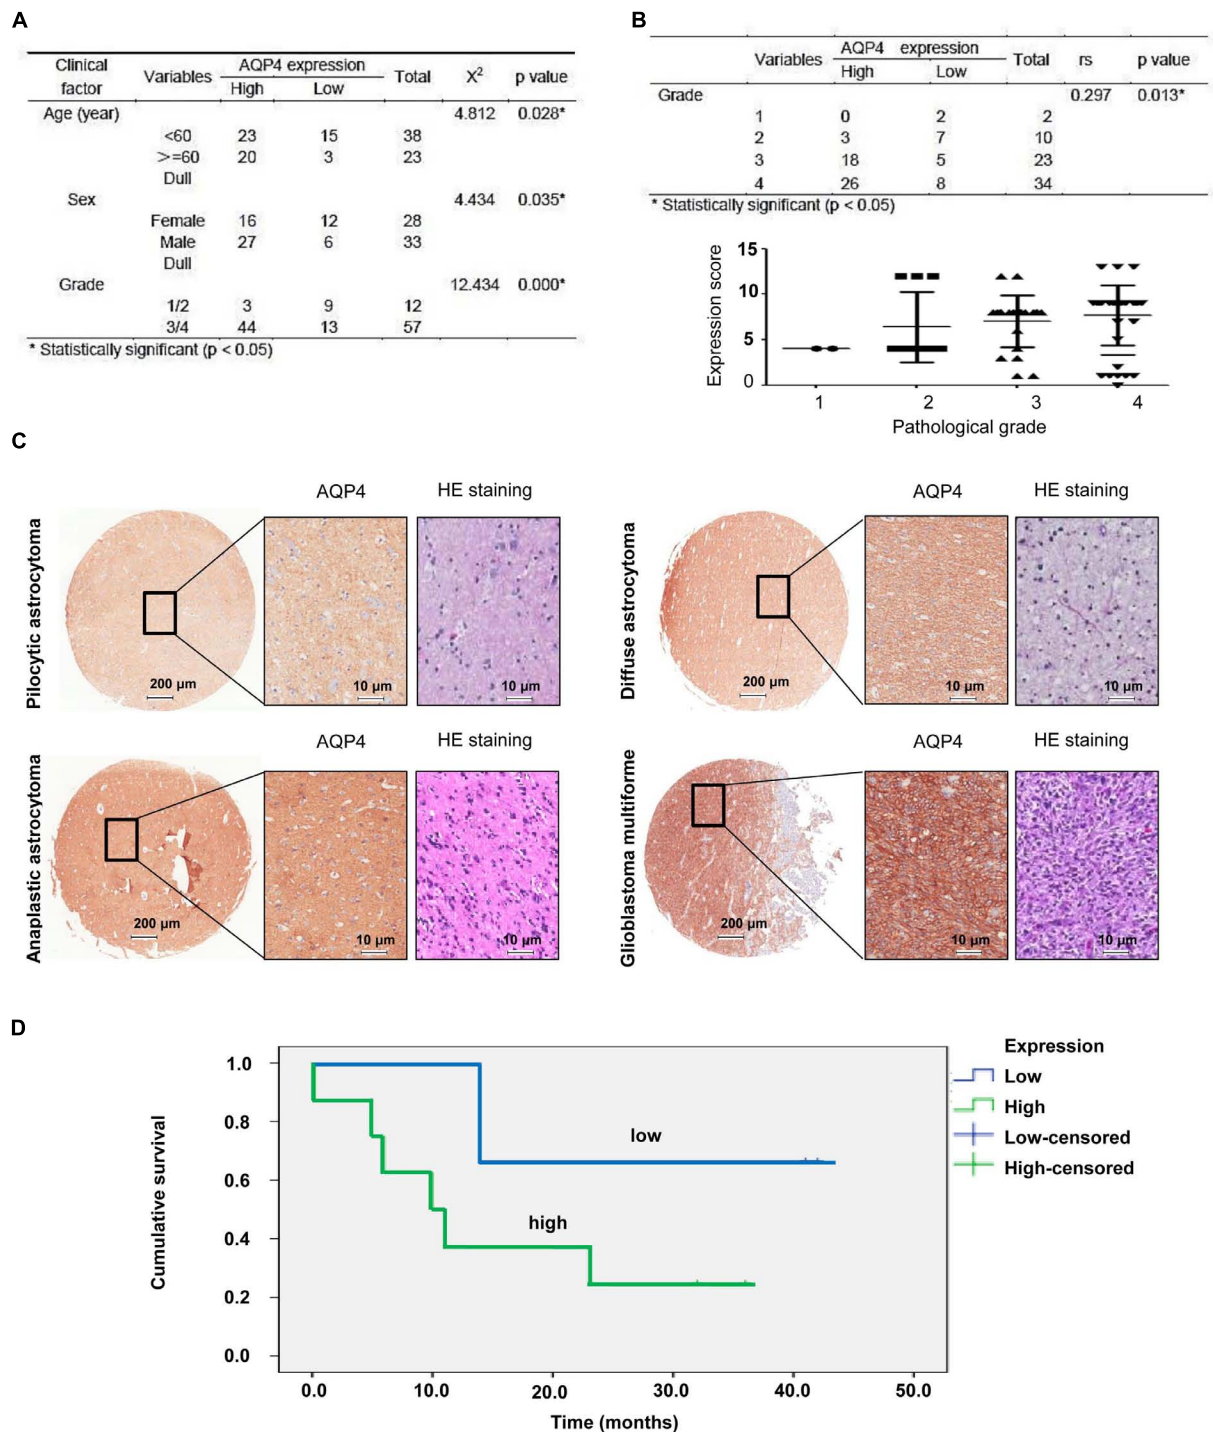 A
Clinical factor Variables AQP4 expression Total X² p value
High Low
Age (year) 4.812 0.028*
<60 23 15 38
>=60 20 3 23
Dull
Sex 4.434 0.035*
Female 16 12 28
Male 27 6 33
Dull
Grade 12.434 0.000*
1/2 3 9 12
3/4 44 13 57
* Statistically significant (p < 0.05)
B
Variables AQP4 expression Total rs p value
High Low
Grade 0.297 0.013*
1 0 2 2
2 3 7 10
3 18 5 23
4 26 8 34
* Statistically significant (p < 0.05)
Expression score
15
10
5
0
1 2 3 4
Pathological grade
C
Pilocytic astrocytoma
AQP4 HE staining
200 µm 10 µm 10 µm
Diffuse astrocytoma
AQP4 HE staining
200 µm 10 µm 10 µm
Anaplastic astrocytoma
AQP4 HE staining
200 µm 10 µm 10 µm
Glioblastoma multiforme
AQP4 HE staining
200 µm 10 µm 10 µm
D
Cumulative survival
1.0
0.8
0.6
0.4
0.2
0.0
low
high
0.0 10.0 20.0 30.0 40.0 50.0
Time (months)
Expression
Low
High
Low-censored
High-censored